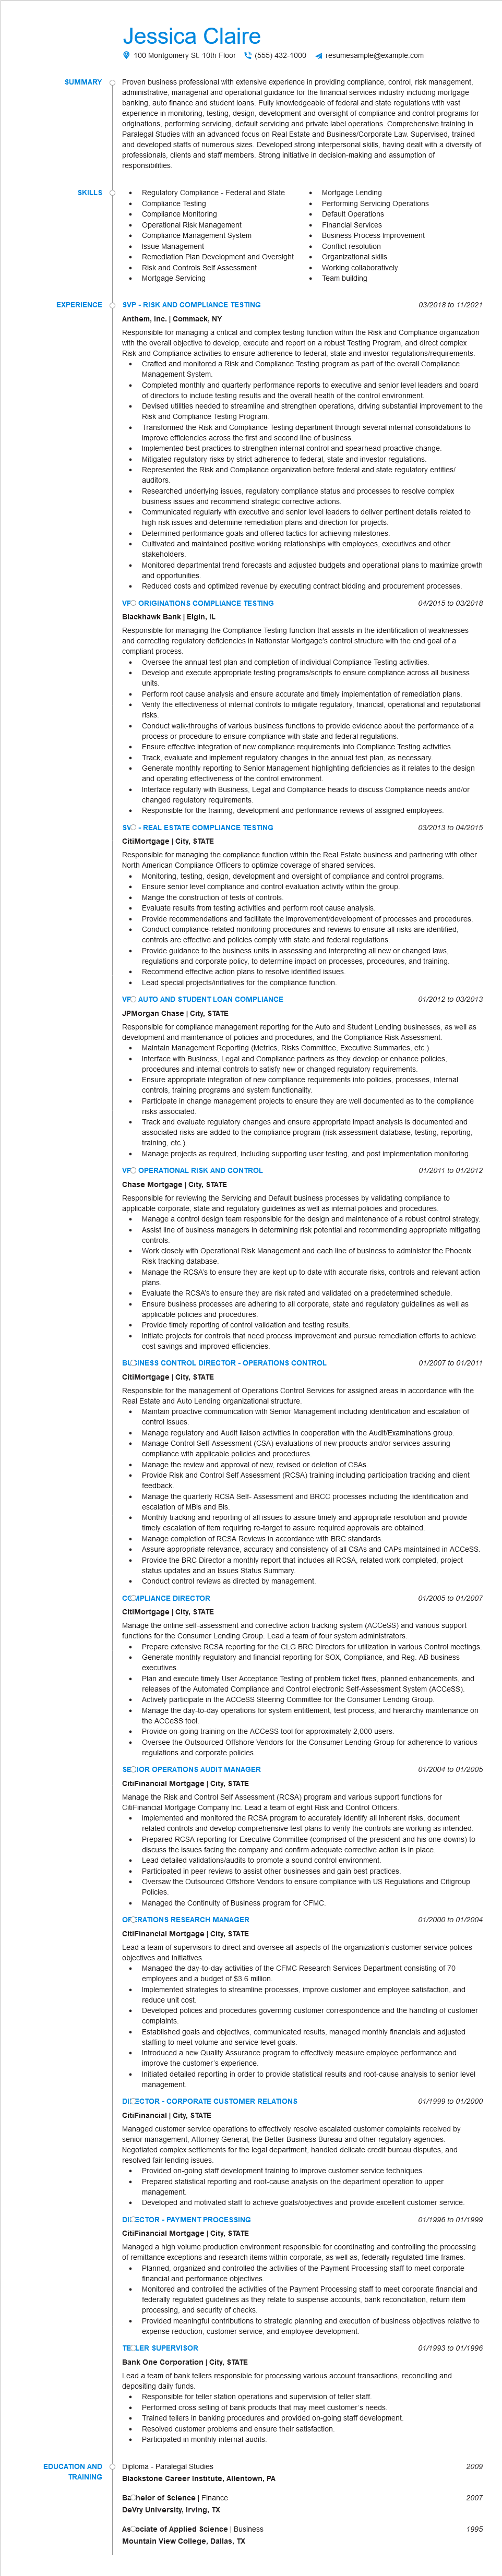 Jessica Claire
100 Montgomery St. 10th Floor (555) 432-1000 resumesample@example.com
SUMMARY
Proven business professional with extensive experience in providing compliance, control, risk management,
administrative, managerial and operational guidance for the financial services industry including mortgage
banking, auto finance and student loans. Fully knowledgeable of federal and state regulations with vast
experience in monitoring, testing, design, development and oversight of compliance and control programs for
originations, performing servicing, default servicing and private label operations. Comprehensive training in
Paralegal Studies with an advanced focus on Real Estate and Business/Corporate Law. Supervised, trained
and developed staffs of numerous sizes. Developed strong interpersonal skills, having dealt with a diversity of
professionals, clients and staff members. Strong initiative in decision-making and assumption of
responsibilities.
SKILLS
Regulatory Compliance - Federal and State
Compliance Testing
Compliance Monitoring
Operational Risk Management
Compliance Management System
Issue Management
Remediation Plan Development and Oversight
Risk and Controls Self Assessment
Mortgage Servicing
Mortgage Lending
Performing Servicing Operations
Default Operations
Financial Services
Business Process Improvement
Conflict resolution
Organizational skills
Working collaboratively
Team building
EXPERIENCE
SVP - RISK AND COMPLIANCE TESTING 03/2018 to 11/2021
Anthem, Inc. | Commack, NY
Responsible for managing a critical and complex testing function within the Risk and Compliance organization
with the overall objective to develop, execute and report on a robust Testing Program, and direct complex
Risk and Compliance activities to ensure adherence to federal, state and investor regulations/requirements.
Crafted and monitored a Risk and Compliance Testing program as part of the overall Compliance
Management System.
Completed monthly and quarterly performance reports to executive and senior level leaders and board
of directors to include testing results and the overall health of the control environment.
Devised utilities needed to streamline and strengthen operations, driving substantial improvement to the
Risk and Compliance Testing Program.
Transformed the Risk and Compliance Testing department through several internal consolidations to
improve efficiencies across the first and second line of business.
Implemented best practices to strengthen internal control and spearhead proactive change.
Mitigated regulatory risks by strict adherence to federal, state and investor regulations.
Represented the Risk and Compliance organization before federal and state regulatory entities/
auditors.
Researched underlying issues, regulatory compliance status and processes to resolve complex
business issues and recommend strategic corrective actions.
Communicated regularly with executive and senior level leaders to deliver pertinent details related to
high risk issues and determine remediation plans and direction for projects.
Determined performance goals and offered tactics for achieving milestones.
Cultivated and maintained positive working relationships with employees, executives and other
stakeholders.
Monitored departmental trend forecasts and adjusted budgets and operational plans to maximize growth
and opportunities.
Reduced costs and optimized revenue by executing contract bidding and procurement processes.
VP ORIGINATIONS COMPLIANCE TESTING 04/2015 to 03/2018
Blackhawk Bank | Elgin, IL
Responsible for managing the Compliance Testing function that assists in the identification of weaknesses
and correcting regulatory deficiencies in Nationstar Mortgage's control structure with the end goal of a
compliant process.
Oversee the annual test plan and completion of individual Compliance Testing activities.
Develop and execute appropriate testing programs/scripts to ensure compliance across all business
units.
Perform root cause analysis and ensure accurate and timely implementation of remediation plans.
Verify the effectiveness of internal controls to mitigate regulatory, financial, operational and reputational
risks.
Conduct walk-throughs of various business functions to provide evidence about the performance of a
process or procedure to ensure compliance with state and federal regulations.
Ensure effective integration of new compliance requirements into Compliance Testing activities.
Track, evaluate and implement regulatory changes in the annual test plan, as necessary.
Generate monthly reporting to Senior Management highlighting deficiencies as it relates to the design
and operating effectiveness of the control environment.
Interface regularly with Business, Legal and Compliance heads to discuss Compliance needs and/or
changed regulatory requirements.
Responsible for the training, development and performance reviews of assigned employees.
SV - REAL ESTATE COMPLIANCE TESTING 03/2013 to 04/2015
CitiMortgage | City, STATE
Responsible for managing the compliance function within the Real Estate business and partnering with other
North American Compliance Officers to optimize coverage of shared services.
Monitoring, testing, design, development and oversight of compliance and control programs.
Ensure senior level compliance and control evaluation activity within the group.
Mange the construction of tests of controls.
Evaluate results from testing activities and perform root cause analysis.
Provide recommendations and facilitate the improvement/development of processes and procedures.
Conduct compliance-related monitoring procedures and reviews to ensure all risks are identified,
controls are effective and policies comply with state and federal regulations.
Provide guidance to the business units in assessing and interpreting all new or changed laws,
regulations and corporate policy, to determine impact on processes, procedures, and training.
Recommend effective action plans to resolve identified issues.
Lead special projects/initiatives for the compliance function.
VP AUTO AND STUDENT LOAN COMPLIANCE 01/2012 to 03/2013
JPMorgan Chase | City, STATE
Responsible for compliance management reporting for the Auto and Student Lending businesses, as well as
development and maintenance of policies and procedures, and the Compliance Risk Assessment.
Maintain Management Reporting (Metrics, Risks Committee, Executive Summaries, etc.)
Interface with Business, Legal and Compliance partners as they develop or enhance policies,
procedures and internal controls to satisfy new or changed regulatory requirements.
Ensure appropriate integration of new compliance requirements into policies, processes, internal
controls, training programs and system functionality.
Participate in change management projects to ensure they are well documented as to the compliance
risks associated.
Track and evaluate regulatory changes and ensure appropriate impact analysis is documented and
associated risks are added to the compliance program (risk assessment database, testing, reporting,
training, etc.).
Manage projects as required, including supporting user testing, and post implementation monitoring.
VP OPERATIONAL RISK AND CONTROL 01/2011 to 01/2012
Chase Mortgage | City, STATE
Responsible for reviewing the Servicing and Default business processes by validating compliance to
applicable corporate, state and regulatory guidelines as well as internal policies and procedures.
Manage a control design team responsible for the design and maintenance of a robust control strategy.
Assist line of business managers in determining risk potential and recommending appropriate mitigating
controls.
Work closely with Operational Risk Management and each line of business to administer the Phoenix
Risk tracking database.
Manage the RCSA's to ensure they are kept up to date with accurate risks, controls and relevant action
plans.
Evaluate the RCSA's to ensure they are risk rated and validated on a predetermined schedule.
Ensure business processes are adhering to all corporate, state and regulatory guidelines as well as
applicable policies and procedures.
Provide timely reporting of control validation and testing results.
Initiate projects for controls that need process improvement and pursue remediation efforts to achieve
cost savings and improved efficiencies.
BUSINESS CONTROL DIRECTOR - OPERATIONS CONTROL 01/2007 to 01/2011
CitiMortgage | City, STATE
Responsible for the management of Operations Control Services for assigned areas in accordance with the
Real Estate and Auto Lending organizational structure.
Maintain proactive communication with Senior Management including identification and escalation of
control issues.
Manage regulatory and Audit liaison activities in cooperation with the Audit/Examinations group.
Manage Control Self-Assessment (CSA) evaluations of new products and/or services assuring
compliance with applicable policies and procedures.
Manage the review and approval of new, revised or deletion of CSAs.
Provide Risk and Control Self Assessment (RCSA) training including participation tracking and client
feedback.
Manage the quarterly RCSA Self- Assessment and BRCC processes including the identification and
escalation of MBIs and BIs.
Monthly tracking and reporting of all issues to assure timely and appropriate resolution and provide
timely escalation of item requiring re-target to assure required approvals are obtained.
Manage completion of RCSA Reviews in accordance with BRC standards.
Assure appropriate relevance, accuracy and consistency of all CSAs and CAPs maintained in ACCeSS.
Provide the BRC Director a monthly report that includes all RCSA, related work completed, project
status updates and an Issues Status Summary.
Conduct control reviews as directed by management.
COMPLIANCE DIRECTOR 01/2005 to 01/2007
CitiMortgage | City, STATE
Manage the online self-assessment and corrective action tracking system (ACCeSS) and various support
functions for the Consumer Lending Group. Lead a team of four system administrators.
Prepare extensive RCSA reporting for the CLG BRC Directors for utilization in various Control meetings.
Generate monthly regulatory and financial reporting for SOX, Compliance, and Reg. AB business
executives.
Plan and execute timely User Acceptance Testing of problem ticket fixes, planned enhancements, and
releases of the Automated Compliance and Control electronic Self-Assessment System (ACCeSS).
Actively participate in the ACCeSS Steering Committee for the Consumer Lending Group.
Manage the day-to-day operations for system entitlement, test process, and hierarchy maintenance on
the ACCeSS tool.
Provide on-going training on the ACCeSS tool for approximately 2,000 users.
Oversee the Outsourced Offshore Vendors for the Consumer Lending Group for adherence to various
regulations and corporate policies.
SENIOR OPERATIONS AUDIT MANAGER 01/2004 to 01/2005
CitiFinancial Mortgage | City, STATE
Manage the Risk and Control Self Assessment (RCSA) program and various support functions for
CitiFinancial Mortgage Company Inc. Lead a team of eight Risk and Control Officers.
Implemented and monitored the RCSA program to accurately identify all inherent risks, document
related controls and develop comprehensive test plans to verify the controls are working as intended.
Prepared RCSA reporting for Executive Committee (comprised of the president and his one-downs) to
discuss the issues facing the company and confirm adequate corrective action is in place.
Lead detailed validations/audits to promote a sound control environment.
Participated in peer reviews to assist other businesses and gain best practices.
Oversaw the Outsourced Offshore Vendors to ensure compliance with US Regulations and Citigroup
Policies.
Managed the Continuity of Business program for CFMC.
OPERATIONS RESEARCH MANAGER 01/2000 to 01/2004
CitiFinancial Mortgage | City, STATE
Lead a team of supervisors to direct and oversee all aspects of the organization's customer service polices
objectives and initiatives.
Managed the day-to-day activities of the CFMC Research Services Department consisting of 70
employees and a budget of $3.6 million.
Implemented strategies to streamline processes, improve customer and employee satisfaction, and
reduce unit cost.
Developed polices and procedures governing customer correspondence and the handling of customer
complaints.
Established goals and objectives, communicated results, managed monthly financials and adjusted
staffing to meet volume and service level goals.
Introduced a new Quality Assurance program to effectively measure employee performance and
improve the customer's experience.
Initiated detailed reporting in order to provide statistical results and root-cause analysis to senior level
management.
DIRECTOR - CORPORATE CUSTOMER RELATIONS 01/1999 to 01/2000
CitiFinancial | City, STATE
Managed customer service operations to effectively resolve escalated customer complaints received by
senior management, Attorney General, the Better Business Bureau and other regulatory agencies.
Negotiated complex settlements for the legal department, handled delicate credit bureau disputes, and
resolved fair lending issues.
Provided on-going staff development training to improve customer service techniques.
Prepared statistical reporting and root-cause analysis on the department operation to upper
management.
Developed and motivated staff to achieve goals/objectives and provide excellent customer service.
DIRECTOR - PAYMENT PROCESSING 01/1996 to 01/1999
CitiFinancial Mortgage | City, STATE
Managed a high volume production environment responsible for coordinating and controlling the processing
of remittance exceptions and research items within corporate, as well as, federally regulated time frames.
Planned, organized and controlled the activities of the Payment Processing staff to meet corporate
financial and performance objectives.
Monitored and controlled the activities of the Payment Processing staff to meet corporate financial and
federally regulated guidelines as they relate to suspense accounts, bank reconciliation, return item
processing, and security of checks.
Provided meaningful contributions to strategic planning and execution of business objectives relative to
expense reduction, customer service, and employee development.
TELLER SUPERVISOR 01/1993 to 01/1996
Bank One Corporation | City, STATE
Lead a team of bank tellers responsible for processing various account transactions, reconciling and
depositing daily funds.
Responsible for teller station operations and supervision of teller staff.
Performed cross selling of bank products that may meet customer's needs.
Trained tellers in banking procedures and provided on-going staff development.
Resolved customer problems and ensure their satisfaction.
Participated in monthly internal audits.
EDUCATION AND
TRAINING
Diploma - Paralegal Studies 2009
Blackstone Career Institute, Allentown, PA
Bachelor of Science | Finance 2007
DeVry University, Irving, TX
Associate of Applied Science | Business 1995
Mountain View College, Dallas, TX